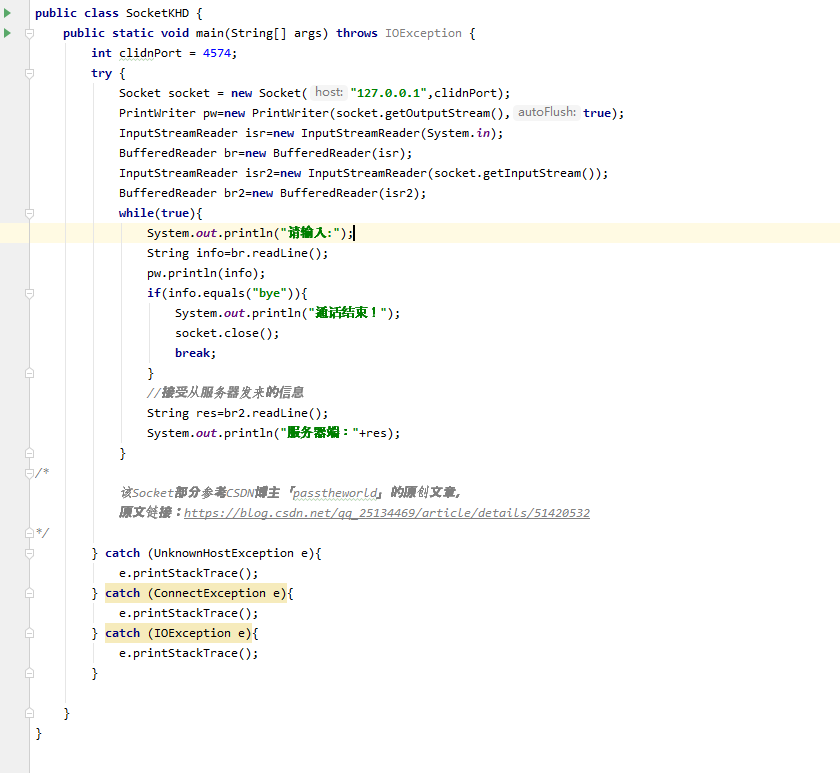 public class SocketKHD {
public static void main(String[] args) throws IOException {
int clidnPort = 4574;
try {
Socket socket = new Socket( host: "127.0.0.1",clidnPort);
PrintWriter pw=new PrintWriter(socket.getOutputStream(), autoFlush: true);
InputStreamReader isr=new InputStreamReader(System.in);
BufferedReader br=new BufferedReader(isr);
InputStreamReader isr2=new InputStreamReader(socket.getInputStream());
BufferedReader br2=new BufferedReader(isr2);
while(true){
System.out.println("请输入:");
String info=br.readLine();
pw.println(info);
if(info.equals("bye")){
System.out.println("通话结束！");
socket.close();
break;
}
//接受从服务器发来的信息
String res=br2.readLine();
System.out.println("服务器端："+res);
}
/*
该Socket部分参考CSDN博主「passtheworld」的原创文章，
原文链接：https://blog.csdn.net/qq_25134469/article/details/51420532
*/
} catch (UnknownHostException e){
e.printStackTrace();
} catch (ConnectException e){
e.printStackTrace();
} catch (IOException e){
e.printStackTrace();
}
}
}